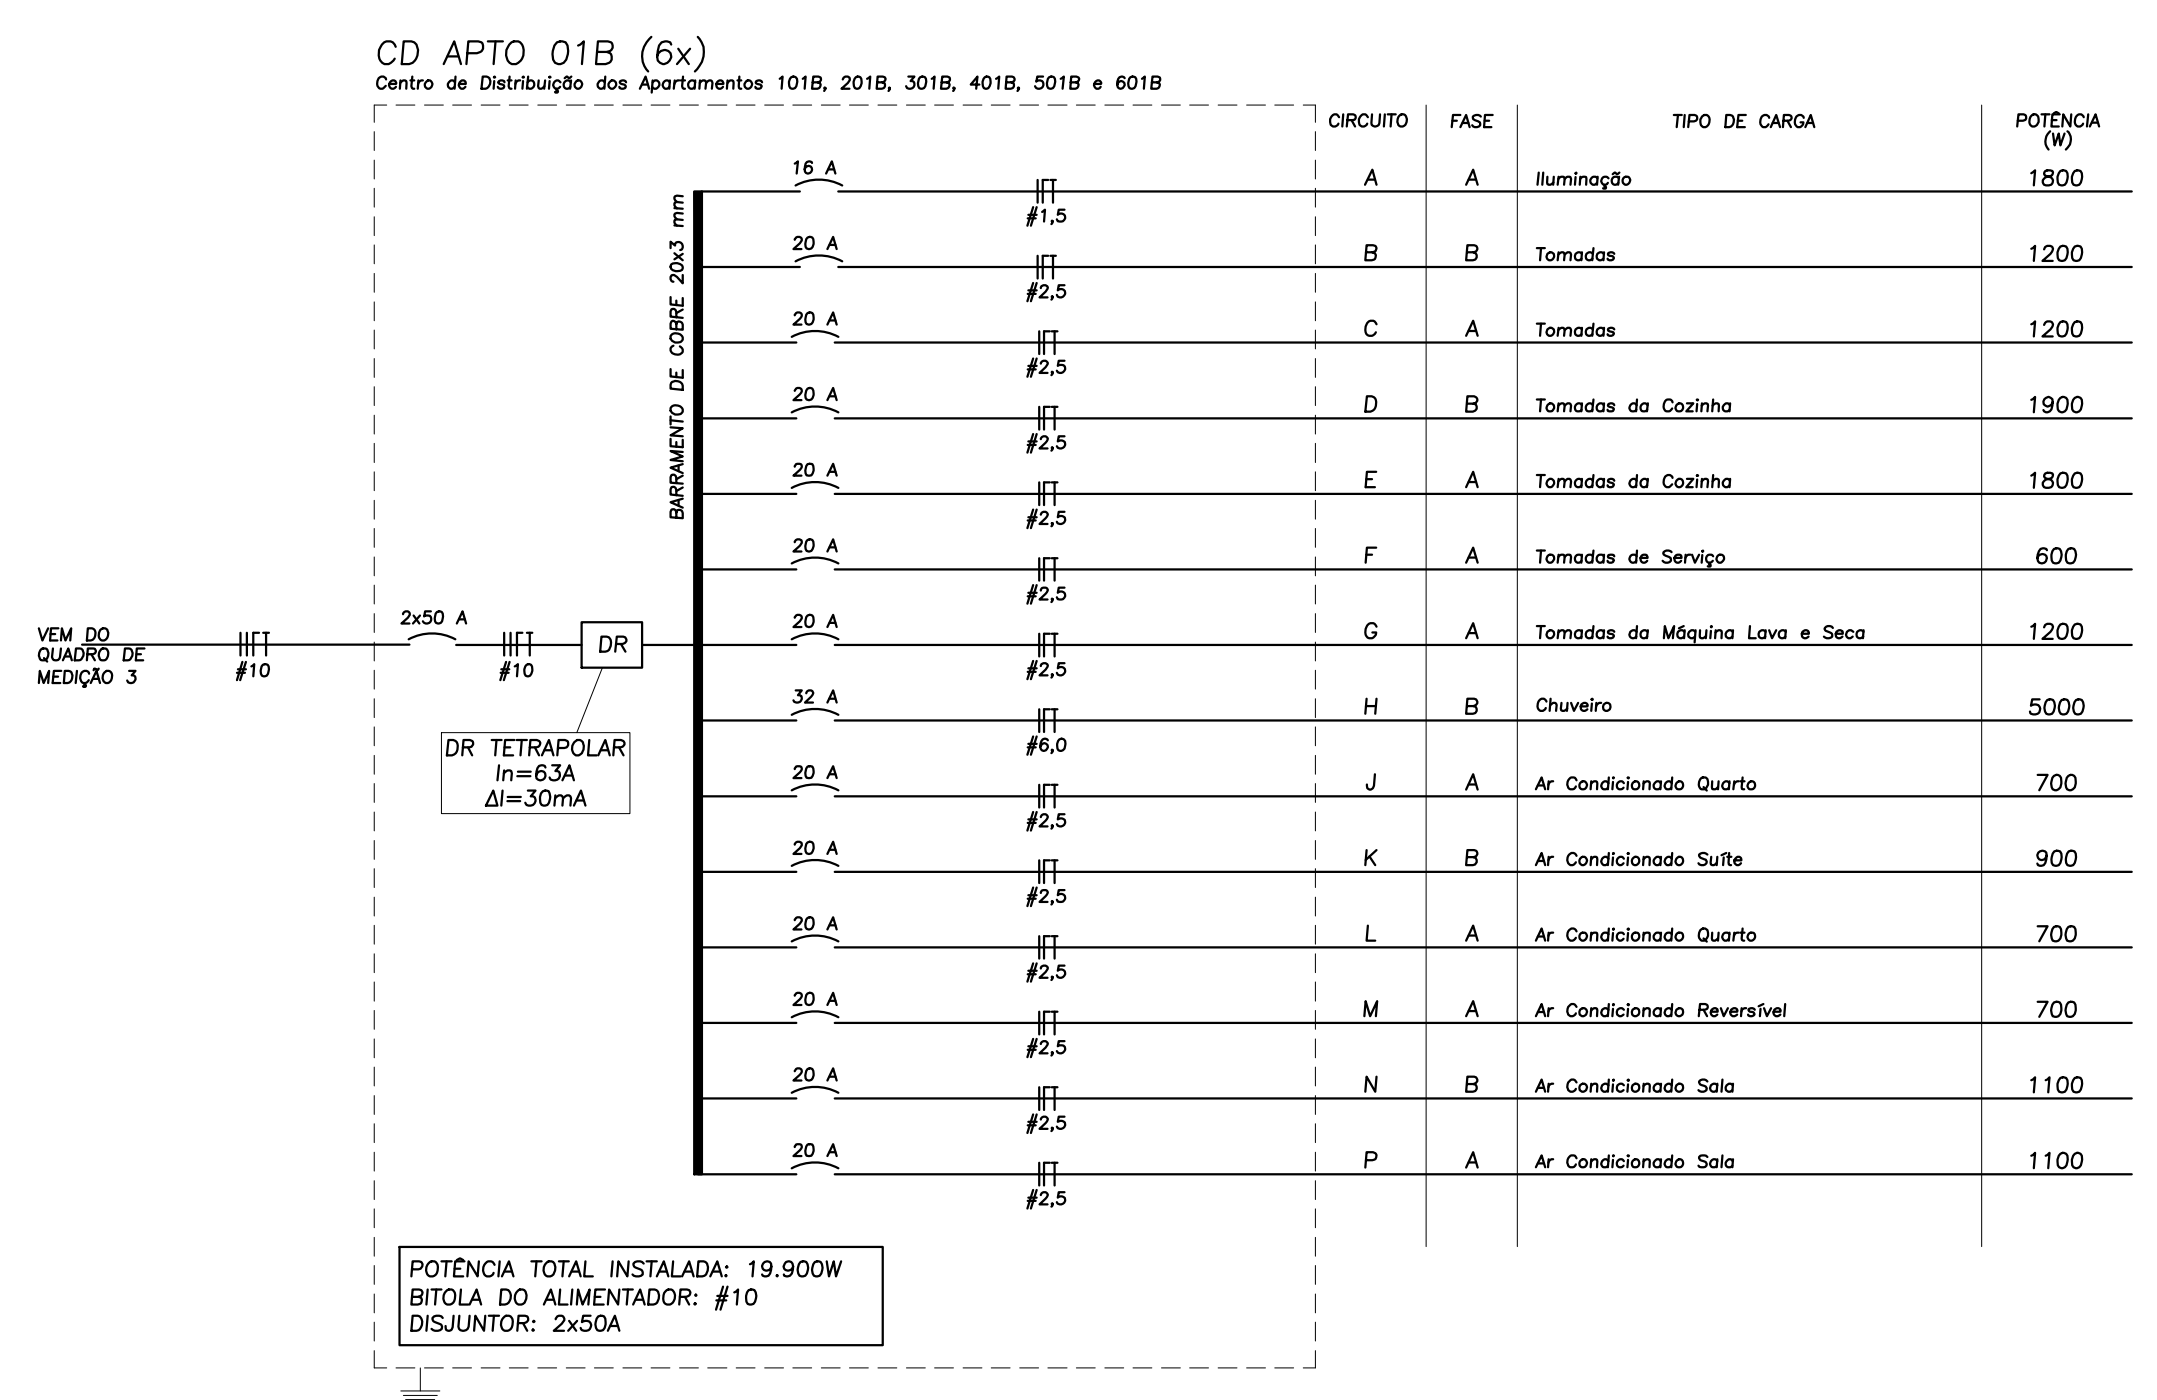 CD APTO 01B (6x)
Centro de Distribuição dos Apartamentos 101B, 201B, 301B, 401B, 501B e 601B
CIRCUITO FASE TIPO DE CARGA POTÊNCIA
(W)
16 A
A A Iluminação 1800
#1,5
20 A
B B Tomadas 1200
#2,5
20 A
C A Tomadas 1200
#2,5
20 A
D B Tomadas da Cozinha 1900
#2,5
20 A
E A Tomadas da Cozinha 1800
#2,5
20 A
F A Tomadas de Serviço 600
#2,5
20 A
G A Tomadas da Máquina Lava e Seca 1200
#2,5
32 A
H B Chuveiro 5000
#6,0
20 A
J A Ar Condicionado Quarto 700
#2,5
20 A
K B Ar Condicionado Suíte 900
#2,5
20 A
L A Ar Condicionado Quarto 700
#2,5
20 A
M A Ar Condicionado Reversível 700
#2,5
20 A
N B Ar Condicionado Sala 1100
#2,5
20 A
P A Ar Condicionado Sala 1100
#2,5
BARRAMENTO DE COBRE 20x3 mm
VEM DO
QUADRO DE
MEDIÇÃO 3
#10
2x50 A
#10
DR
DR TETRAPOLAR
In=63A
ΔI=30mA
POTÊNCIA TOTAL INSTALADA: 19.900W
BITOLA DO ALIMENTADOR: #10
DISJUNTOR: 2x50A